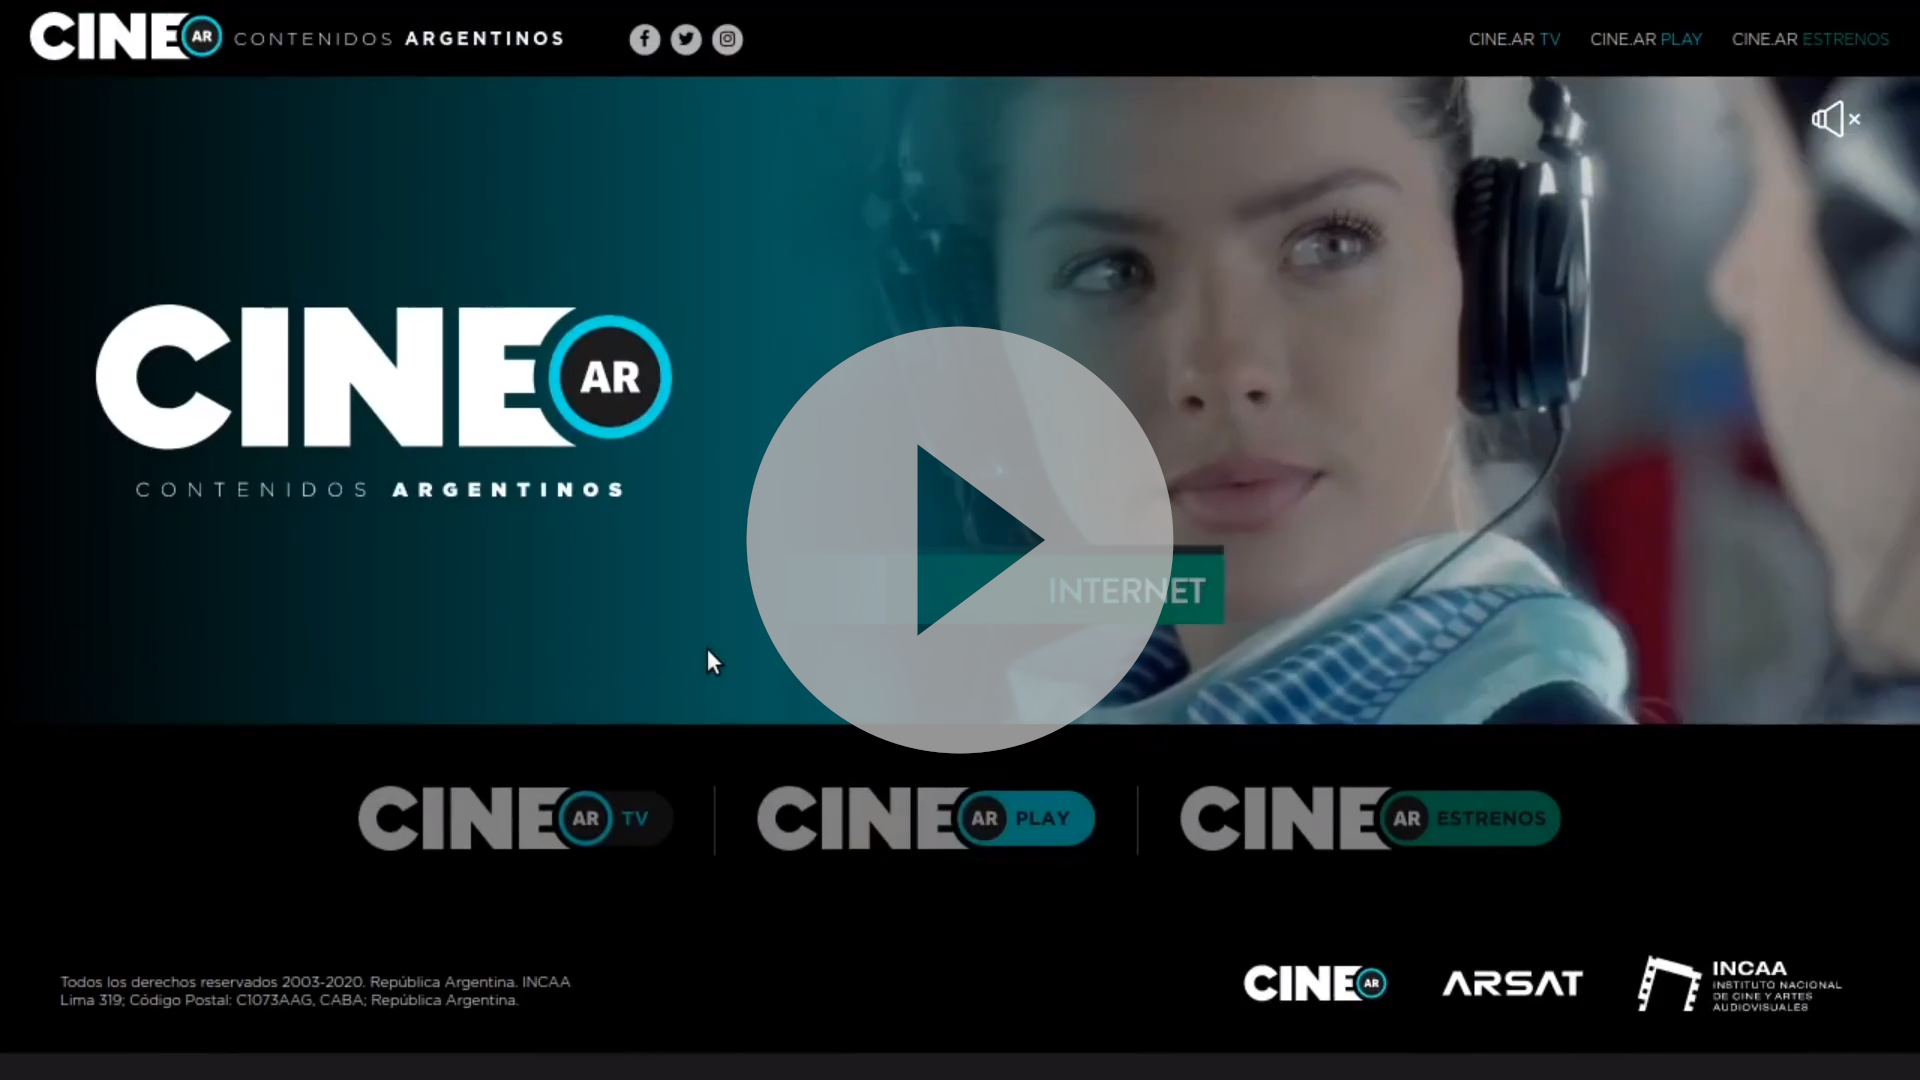 CINE AR CONTENIDOS ARGENTINOS
CINE.AR TV CINE.AR PLAY CINE.AR ESTRENOS
CINE AR
CONTENIDOS ARGENTINOS
INTERNET
CINE AR TV
CINE AR PLAY
CINE AR ESTRENOS
Todos los derechos reservados 2003-2020. República Argentina. INCAA
Lima 319; Código Postal: C1073AAG, CABA; República Argentina.
CINE AR
ARSAT
INCAA
INSTITUTO NACIONAL
DE CINE Y ARTES
AUDIOVISUALES